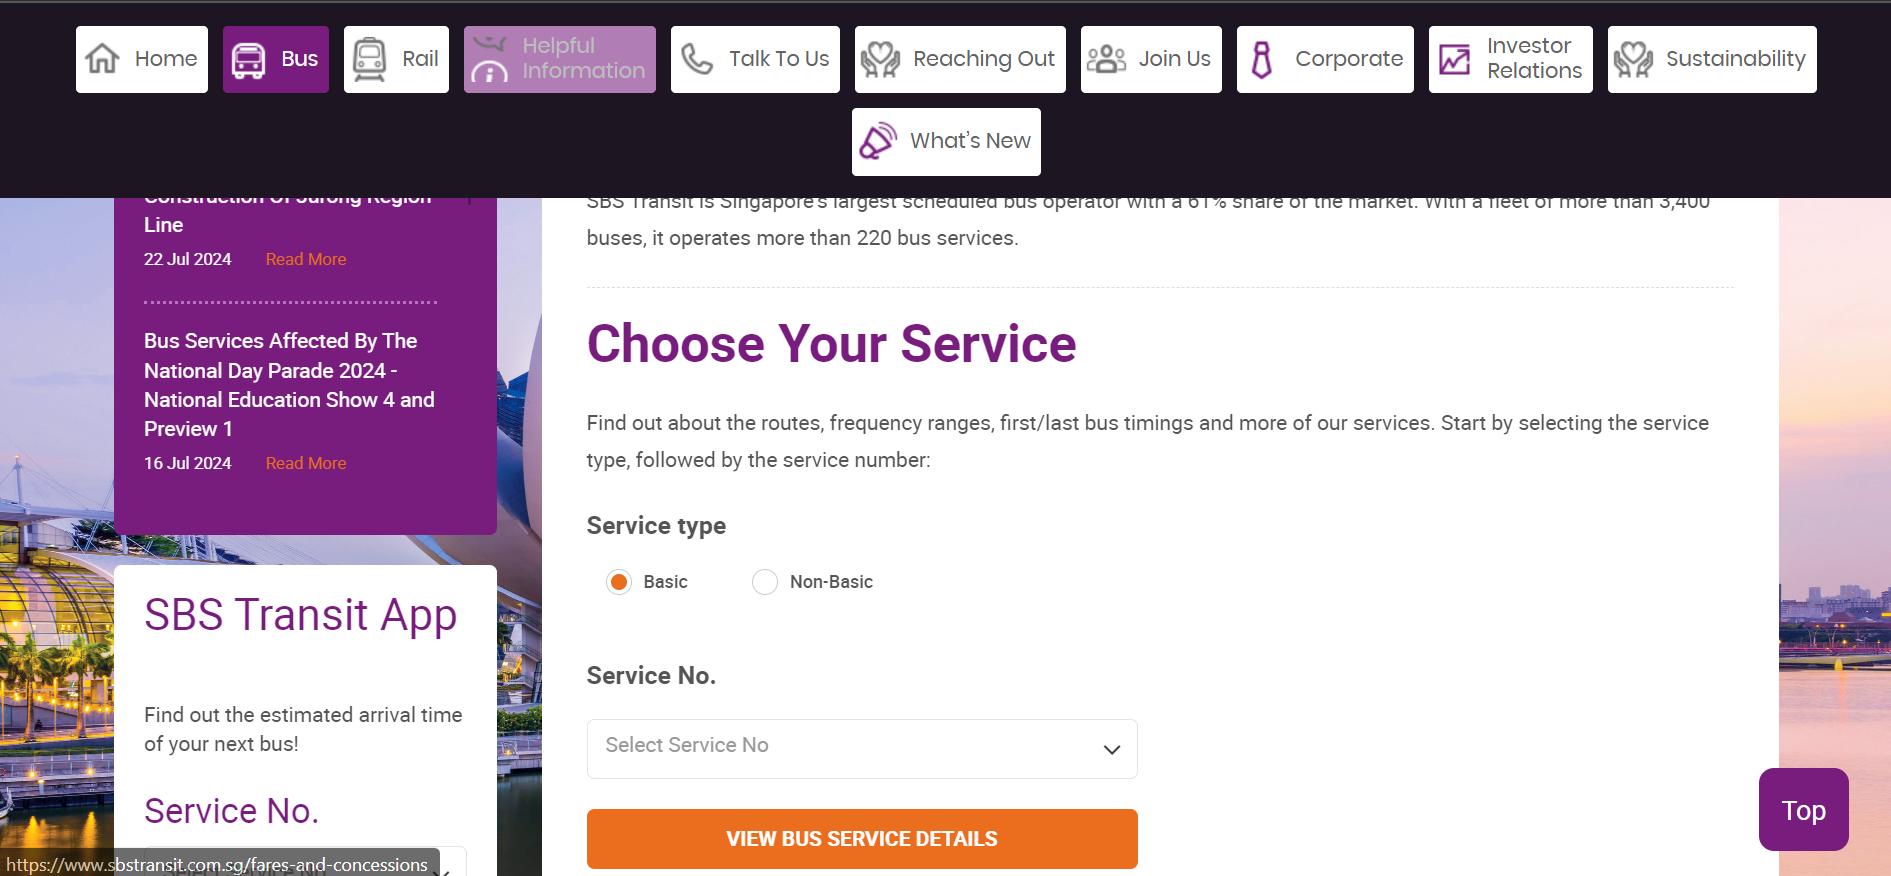 Home
Bus
Rail
Helpful
Information
Talk To Us
Reaching Out
Join Us
Corporate
Investor
Relations
Sustainability
What's New
Construction Of Jurong Region
Line
22 Jul 2024 Read More
Bus Services Affected By The
National Day Parade 2024 -
National Education Show 4 and
Preview 1
16 Jul 2024 Read More
SBS Transit App
Find out the estimated arrival time
of your next bus!
Service No.
https://www.sbstransit.com.sg/fares-and-concessions
SBS Transit is Singapore's largest scheduled bus operator with a 61% share of the market. With a fleet of more than 3,400
buses, it operates more than 220 bus services.
Choose Your Service
Find out about the routes, frequency ranges, first/last bus timings and more of our services. Start by selecting the service
type, followed by the service number:
Service type
Basic
Non-Basic
Service No.
Select Service No
VIEW BUS SERVICE DETAILS
Top